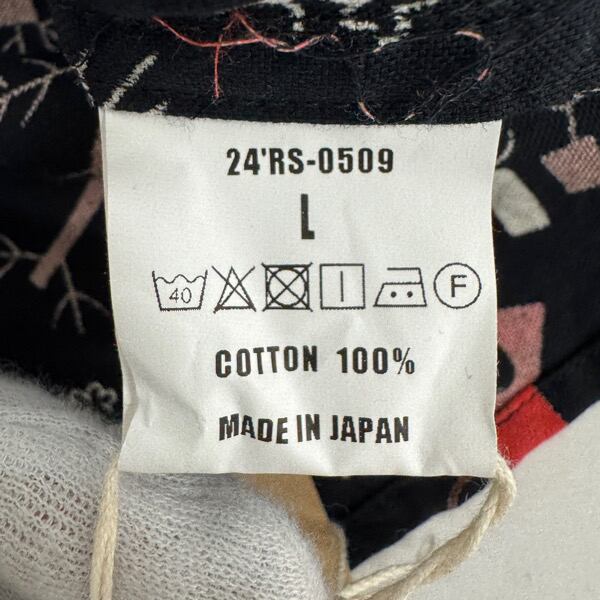 24'RS-0509
L
40 F
COTTON 100%
MADE IN JAPAN